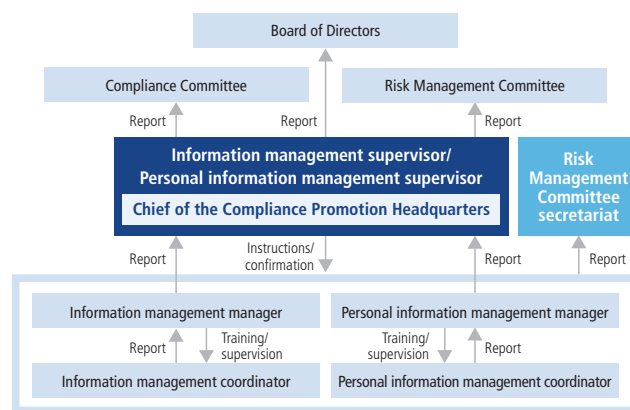 Board of Directors
Compliance Committee
Risk Management Committee
Report
Report
Report
Information management supervisor/
Personal information management supervisor
Chief of the Compliance Promotion Headquarters
Risk
Management
Committee
secretariat
Report
Instructions/
confirmation
Report
Report
Information management manager
Personal information management manager
Report
Training/
supervision
Training/
supervision
Report
Information management coordinator
Personal information management coordinator